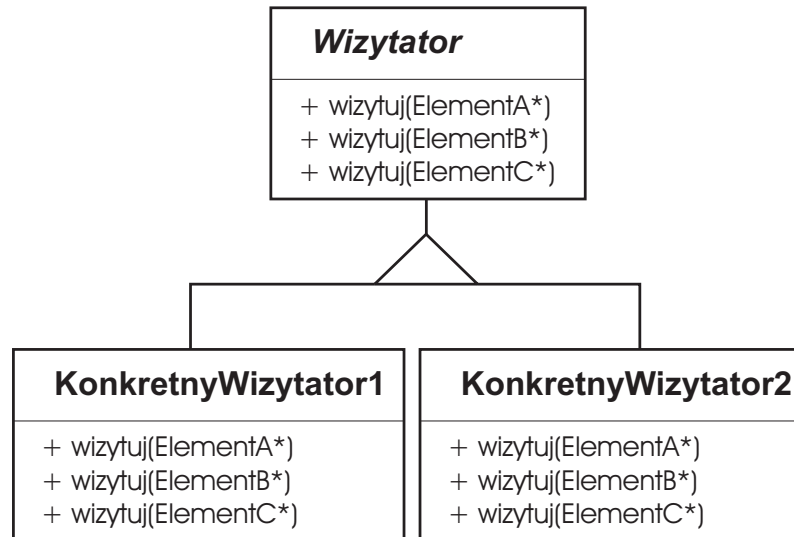 Wizytator
+ wizytuj(ElementA*)
+ wizytuj(ElementB*)
+ wizytuj(ElementC*)
KonkretnyWizytator1
+ wizytuj(ElementA*)
+ wizytuj(ElementB*)
+ wizytuj(ElementC*)
KonkretnyWizytator2
+ wizytuj(ElementA*)
+ wizytuj(ElementB*)
+ wizytuj(ElementC*)